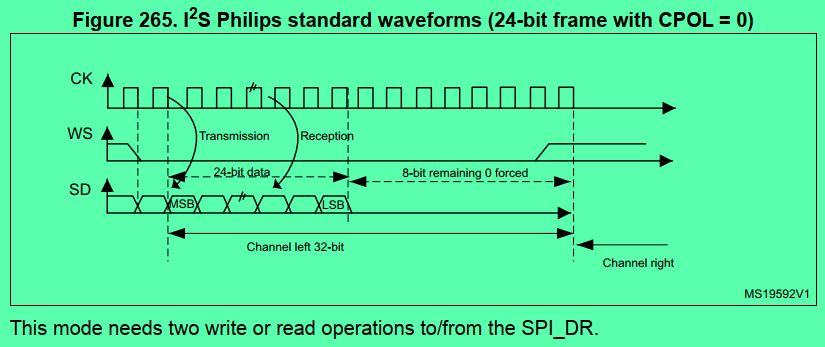 Figure 265. I2S Philips standard waveforms (24-bit frame with CPOL = 0)
CK
WS
Transmission
Reception
24-bit data
8-bit remaining 0 forced
SD
MSB
LSB
Channel left 32-bit
Channel right
MS19592V1
This mode needs two write or read operations to/from the SPI_DR.